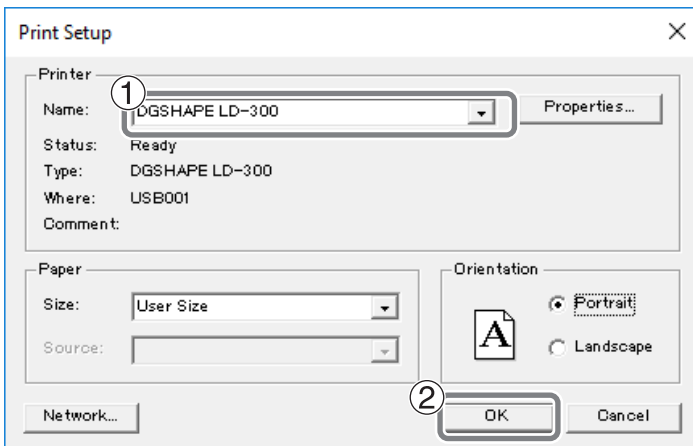 Print Setup
Printer
①
Name: DGSHAPE LD-300 Properties...
Status: Ready
Type: DGSHAPE LD-300
Where: USB001
Comment:
Paper
Size: User Size
Source:
Orientation
A
Portrait
Landscape
②
Network... OK Cancel